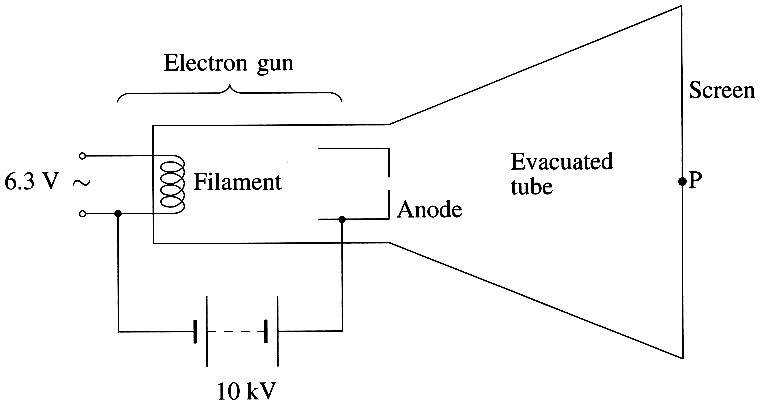 Electron gun
Screen
6.3 V ~
Filament
Evacuated
tube
P
Anode
10 kV